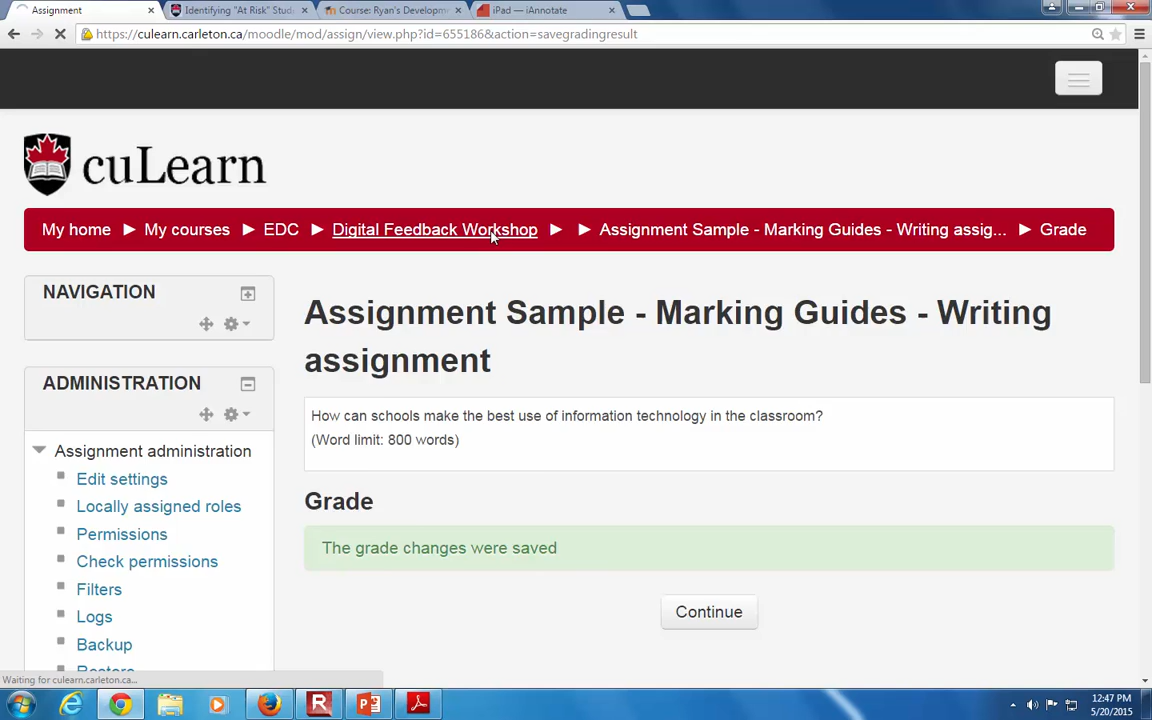 Assignment
Identifying "At Risk" Stud
Course: Ryan's Developm
iPad — iAnnotate
https://culearn.carleton.ca/moodle/mod/assign/view.php?id=655186&action=savegradingresult
cuLearn
My home ▶ My courses ▶ EDC ▶ Digital Feedback Workshop ▶ ▶ Assignment Sample - Marking Guides - Writing assig... ▶ Grade
NAVIGATION
ADMINISTRATION
Assignment administration
Edit settings
Locally assigned roles
Permissions
Check permissions
Filters
Logs
Backup
Assignment Sample - Marking Guides - Writing
assignment
How can schools make the best use of information technology in the classroom?
(Word limit: 800 words)
Grade
The grade changes were saved
Continue
Waiting for culearn.carleton.ca...
12:47 PM
5/20/2015